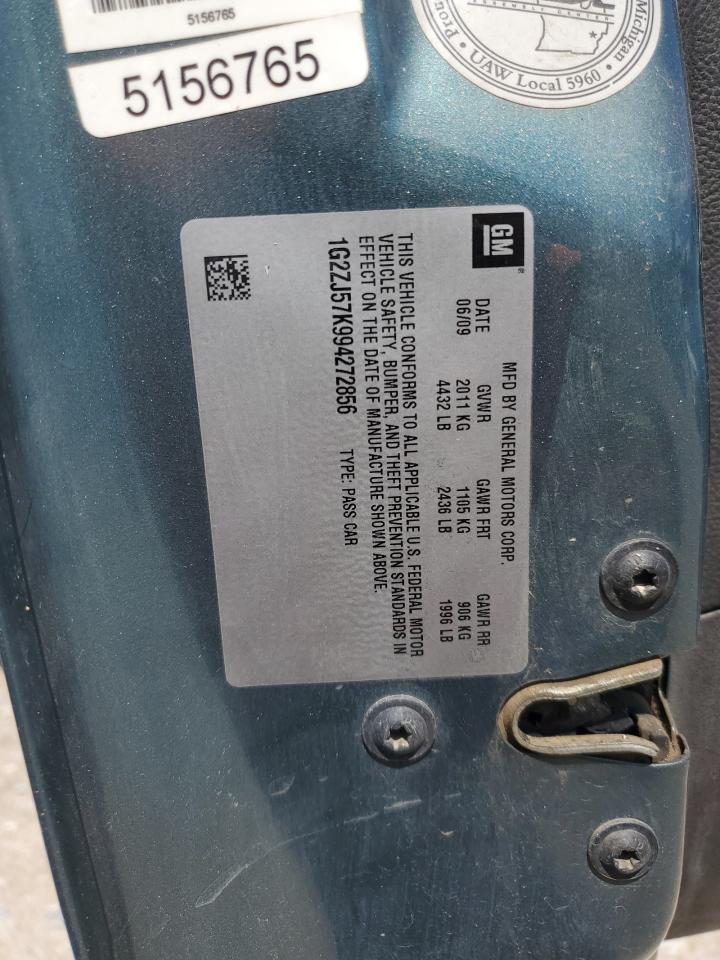 5156765
5156765
Michigan
Proud
UAW Local 5960
GM
MFD BY GENERAL MOTORS CORP.
DATE GVWR GAWR FRT GAWR RR
06/09 2011 KG 1105 KG 906 KG
4432 LB 2436 LB 1996 LB
THIS VEHICLE CONFORMS TO ALL APPLICABLE U.S. FEDERAL MOTOR
VEHICLE SAFETY, BUMPER, AND THEFT PREVENTION STANDARDS IN
EFFECT ON THE DATE OF MANUFACTURE SHOWN ABOVE.
1G2ZJ57K994272856 TYPE: PASS CAR